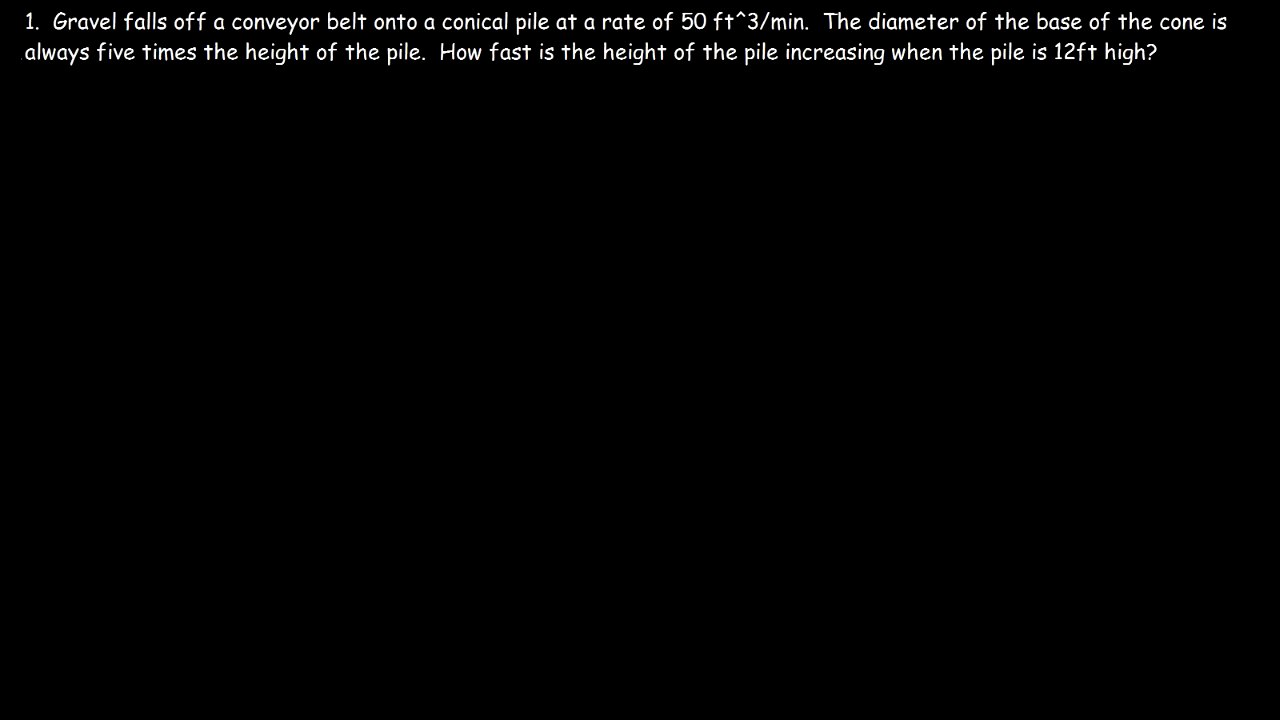 1.  Gravel falls off a conveyor belt onto a conical pile at a rate of 50 ft^3/min.  The diameter of the base of the cone is
always five times the height of the pile.  How fast is the height of the pile increasing when the pile is 12ft high?